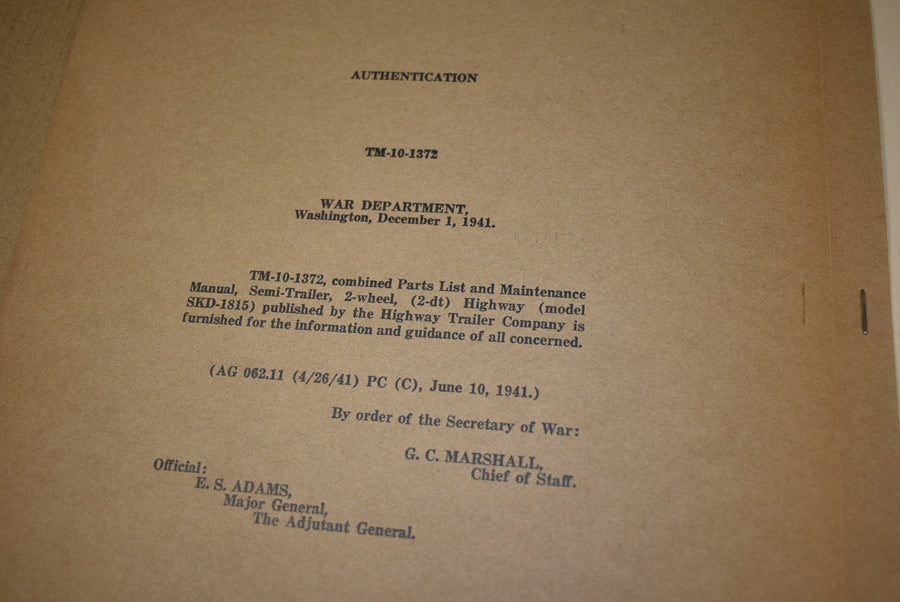 AUTHENTICATION
TM-10-1372
WAR DEPARTMENT,
Washington, December 1, 1941.
TM-10-1372, combined Parts List and Maintenance
Manual, Semi-Trailer, 2-wheel, (2-dt) Highway (model
SKD-1815) published by the Highway Trailer Company is
furnished for the information and guidance of all concerned.
(AG 062.11 (4/26/41) PC (C), June 10, 1941.)
By order of the Secretary of War:
G. C. MARSHALL,
Chief of Staff.
Official:
E. S. ADAMS,
Major General,
The Adjutant General.